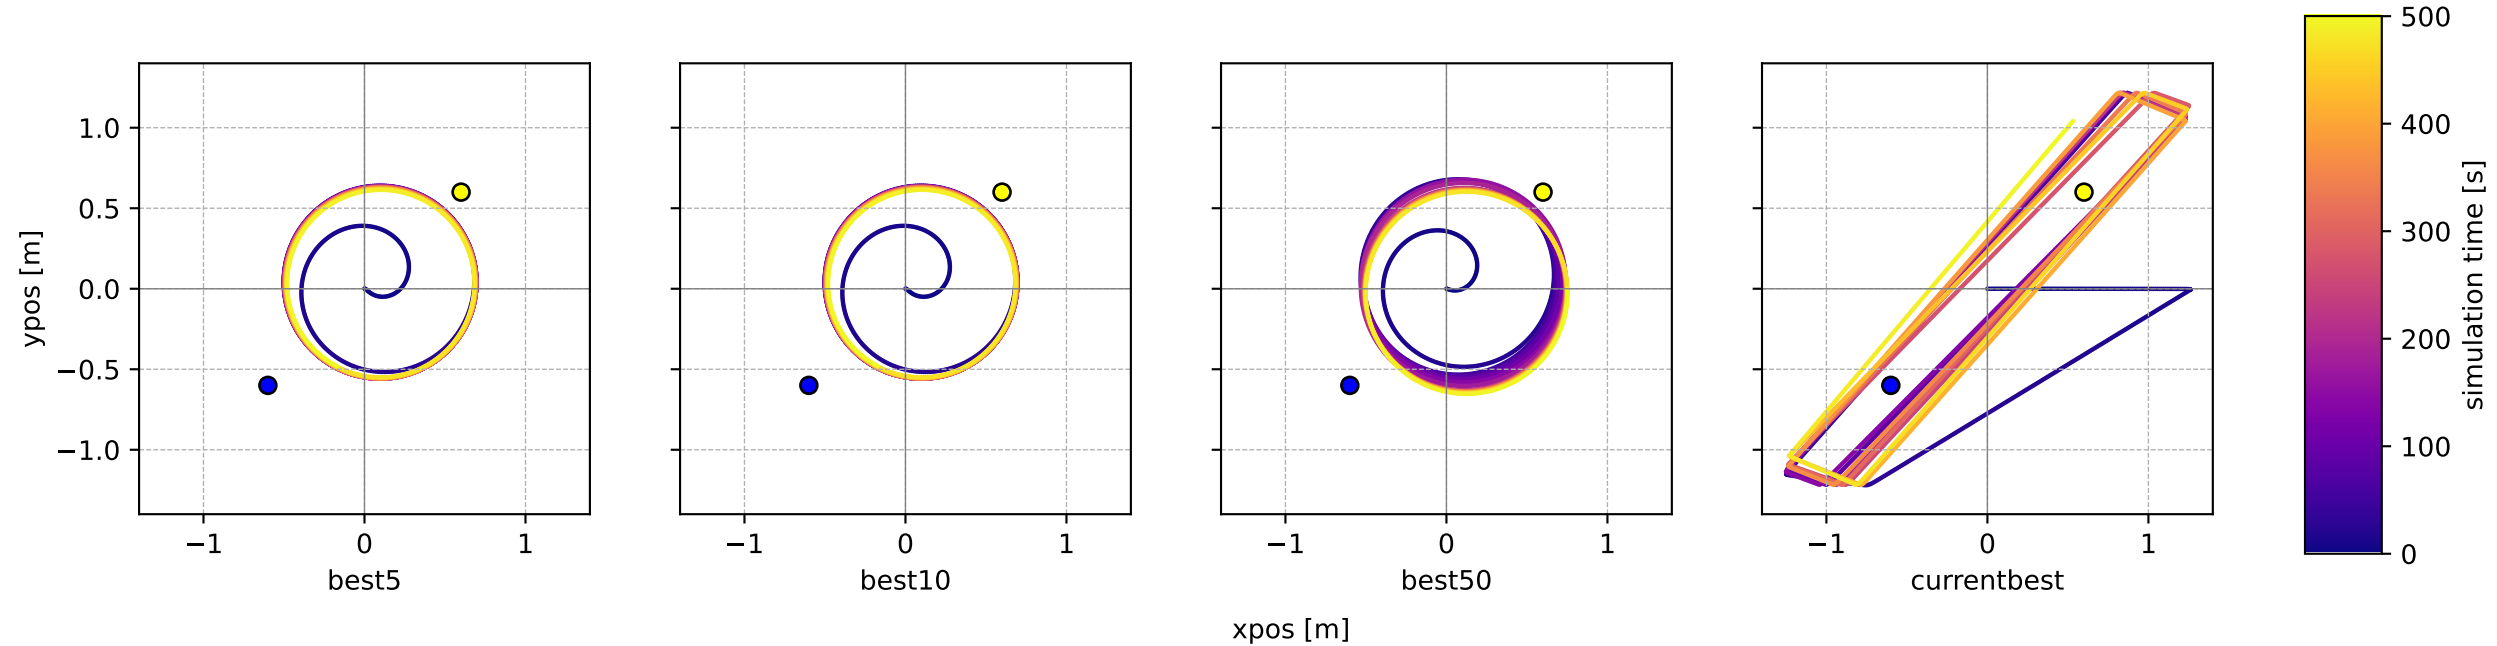 ypos [m]
1.0
0.5
0.0
−0.5
−1.0
−1 0 1
best5
−1 0 1
best10
−1 0 1
best50
−1 0 1
currentbest
xpos [m]
500
400
300
200
100
0
simulation time [s]